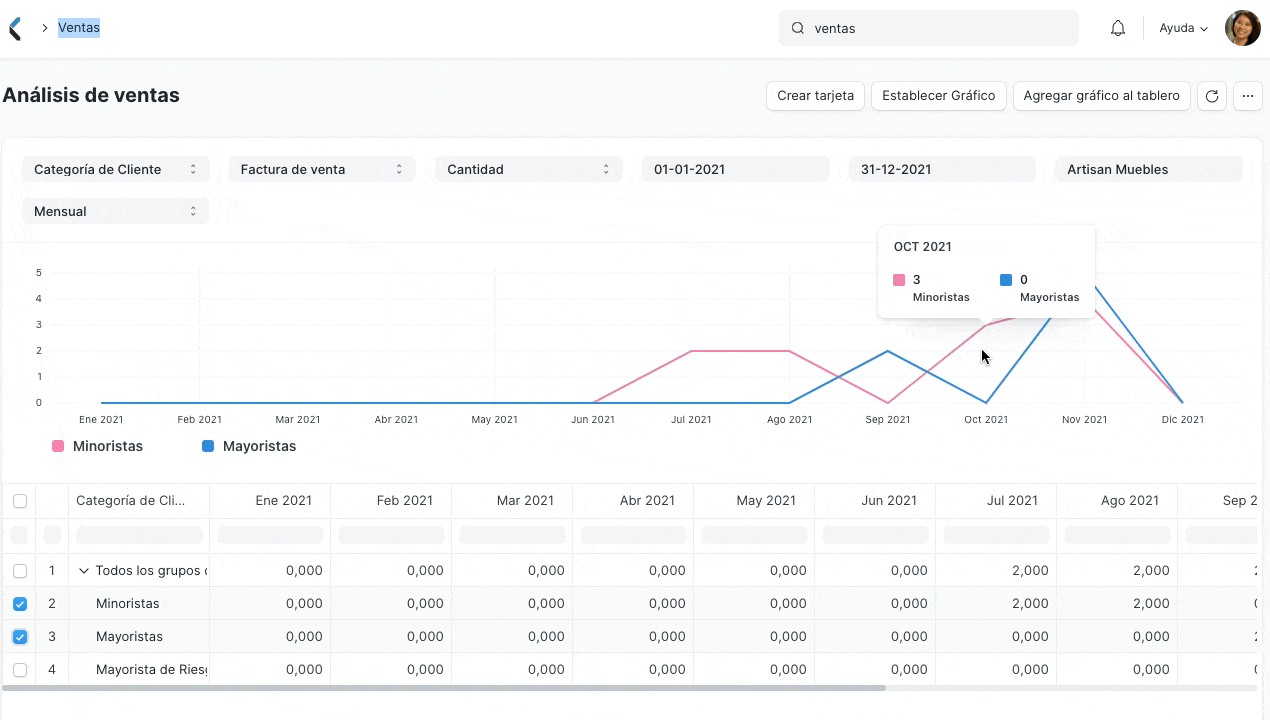 Ventas
ventas
Ayuda
Análisis de ventas
Crear tarjeta
Establecer Gráfico
Agregar gráfico al tablero
Categoría de Cliente
Factura de venta
Cantidad
01-01-2021
31-12-2021
Artisan Muebles
Mensual
OCT 2021
3 0
Minoristas Mayoristas
5
4
3
2
1
0
Ene 2021 Feb 2021 Mar 2021 Abr 2021 May 2021 Jun 2021 Jul 2021 Ago 2021 Sep 2021 Oct 2021 Nov 2021 Dic 2021
Minoristas Mayoristas
Categoría de Cli... Ene 2021 Feb 2021 Mar 2021 Abr 2021 May 2021 Jun 2021 Jul 2021 Ago 2021 Sep 2
1 Todos los grupos 0,000 0,000 0,000 0,000 0,000 0,000 2,000 2,000
2 Minoristas 0,000 0,000 0,000 0,000 0,000 0,000 2,000 2,000
3 Mayoristas 0,000 0,000 0,000 0,000 0,000 0,000 0,000 0,000
4 Mayorista de 0,000 0,000 0,000 0,000 0,000 0,000 0,000 0,000